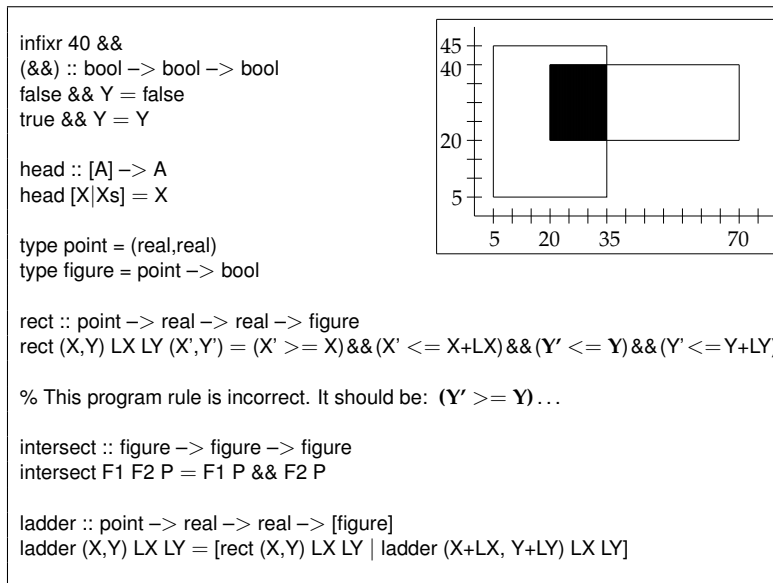 infixr 40 &&
(&&) :: bool –> bool –> bool
false && Y = false
true && Y = Y
head :: [A] –> A
head [X|Xs] = X
type point = (real,real)
type figure = point –> bool
45
40
20
5
5 20 35 70
rect :: point –> real –> real –> figure
rect (X,Y) LX LY (X',Y') = (X' >= X)&&(X' <= X+LX)&&(Y' <= Y)&&(Y' <=Y+LY)
% This program rule is incorrect. It should be: (Y' >= Y)...
intersect :: figure –> figure –> figure
intersect F1 F2 P = F1 P && F2 P
ladder :: point –> real –> real –> [figure]
ladder (X,Y) LX LY = [rect (X,Y) LX LY | ladder (X+LX, Y+LY) LX LY]